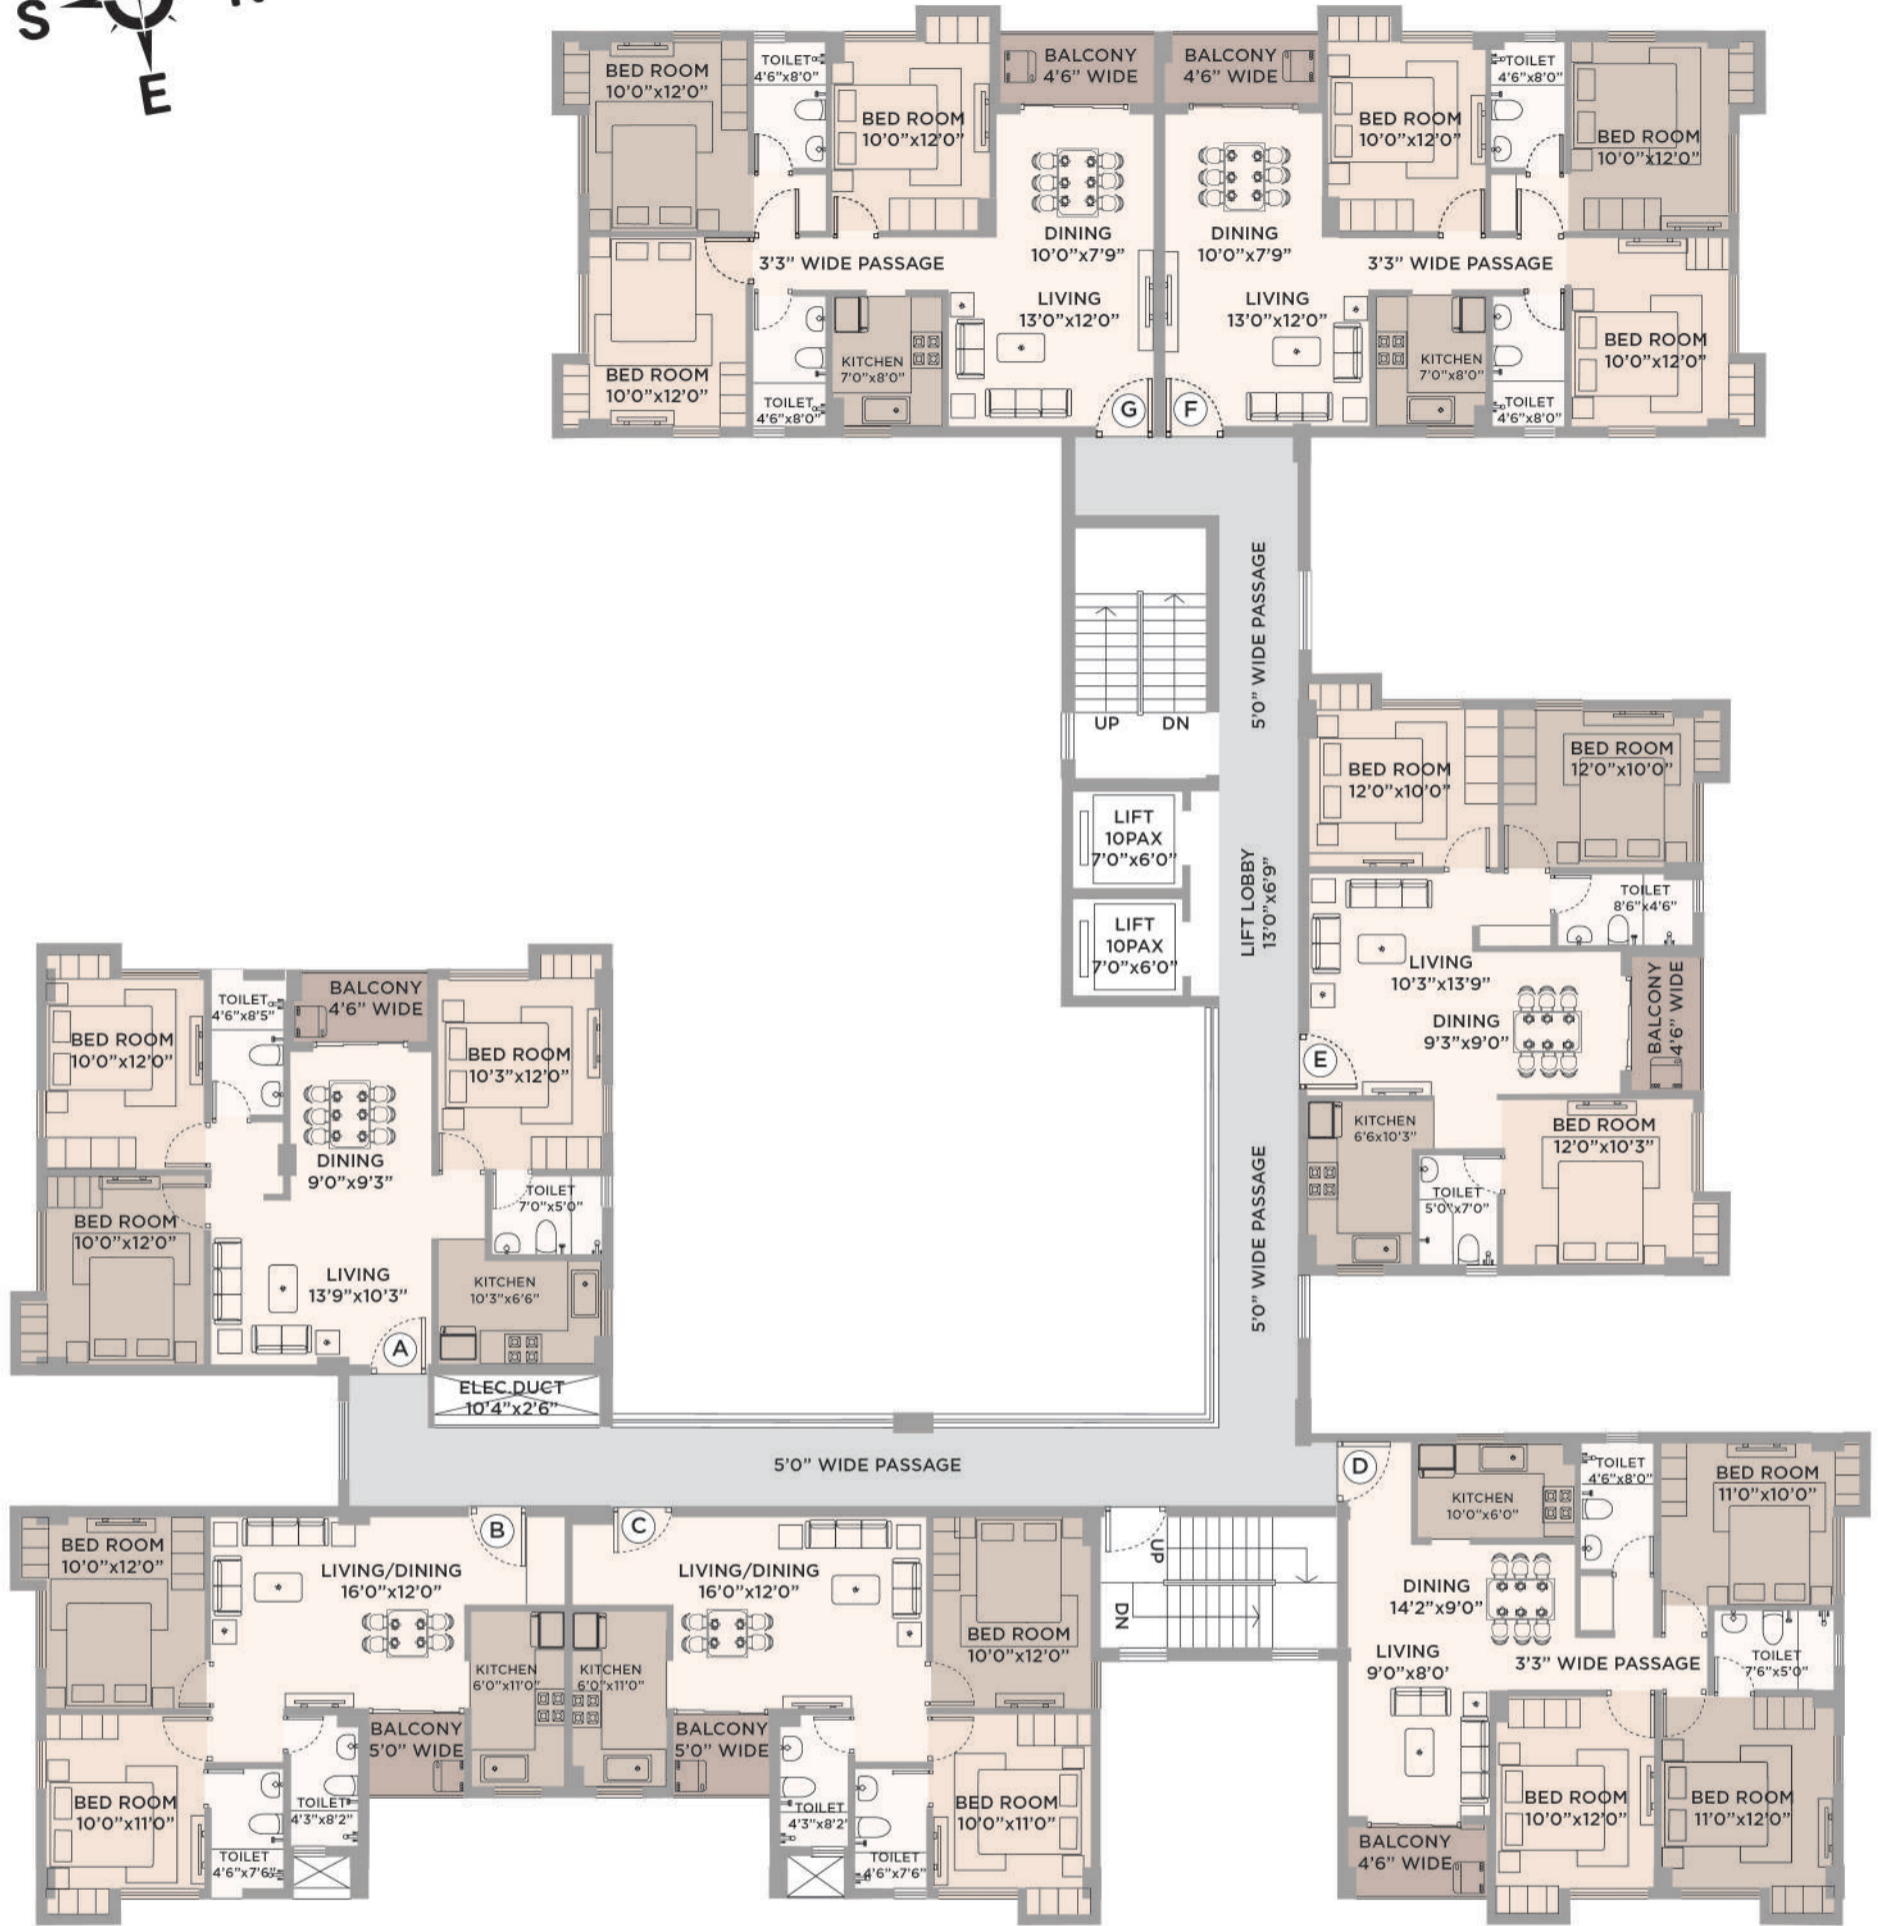 S
E
BED ROOM
10'0"x12'0"
TOILET
4'6"x8'0"
BED ROOM
10'0"x12'0"
BALCONY
4'6" WIDE
DINING
10'0"x7'9"
3'3" WIDE PASSAGE
LIVING
13'0"x12'0"
BED ROOM
10'0"x12'0"
TOILET
4'6"x8'0"
KITCHEN
7'0"x8'0"
G
BALCONY
4'6" WIDE
BED ROOM
10'0"x12'0"
TOILET
4'6"x8'0"
BED ROOM
10'0"x12'0"
DINING
10'0"x7'9"
3'3" WIDE PASSAGE
LIVING
13'0"x12'0"
KITCHEN
7'0"x8'0"
TOILET
4'6"x8'0"
BED ROOM
10'0"x12'0"
F
5'0" WIDE PASSAGE
UP
DN
LIFT
10PAX
7'0"x6'0"
LIFT
10PAX
7'0"x6'0"
LIFT LOBBY
13'0"x6'9"
5'0" WIDE PASSAGE
BED ROOM
12'0"x10'0"
BED ROOM
12'0"x10'0"
TOILET
8'6"x4'6"
LIVING
10'3"x13'9"
DINING
9'3"x9'0"
BALCONY
4'6" WIDE
E
KITCHEN
6'6x10'3"
TOILET
5'0"x7'0"
BED ROOM
12'0"x10'3"
BED ROOM
10'0"x12'0"
TOILET
4'6"x8'5"
BALCONY
4'6" WIDE
BED ROOM
10'3"x12'0"
DINING
9'0"x9'3"
TOILET
7'0"x5'0"
BED ROOM
10'0"x12'0"
LIVING
13'9"x10'3"
KITCHEN
10'3"x6'6"
A
ELEC.DUCT
10'4"x2'6"
5'0" WIDE PASSAGE
BED ROOM
10'0"x12'0"
LIVING/DINING
16'0"x12'0"
B
KITCHEN
6'0"x11'0"
BALCONY
5'0" WIDE
BED ROOM
10'0"x11'0"
TOILET
4'3"x8'2"
TOILET
4'6"x7'6"
C
LIVING/DINING
16'0"x12'0"
BED ROOM
10'0"x12'0"
KITCHEN
6'0"x11'0"
BALCONY
5'0" WIDE
TOILET
4'3"x8'2'
TOILET
4'6"x7'6"
BED ROOM
10'0"x11'0"
UP
DN
D
KITCHEN
10'0"x6'0"
TOILET
4'6"x8'0"
BED ROOM
11'0"x10'0"
DINING
14'2"x9'0"
LIVING
9'0"x8'0'
3'3" WIDE PASSAGE
TOILET
7'6"x5'0"
BED ROOM
10'0"x12'0"
BED ROOM
11'0"x12'0"
BALCONY
4'6" WIDE